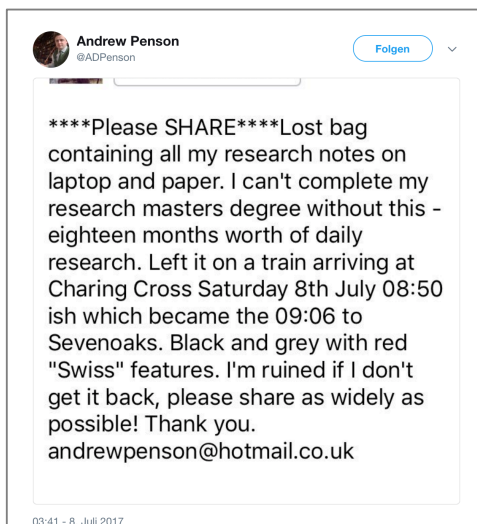 Andrew Penson
@ADPenson
Folgen
****Please SHARE****Lost bag
containing all my research notes on
laptop and paper. I can't complete my
research masters degree without this -
eighteen months worth of daily
research. Left it on a train arriving at
Charing Cross Saturday 8th July 08:50
ish which became the 09:06 to
Sevenoaks. Black and grey with red
"Swiss" features. I'm ruined if I don't
get it back, please share as widely as
possible! Thank you.
andrewpenson@hotmail.co.uk
03:41 - 8. Juli 2017